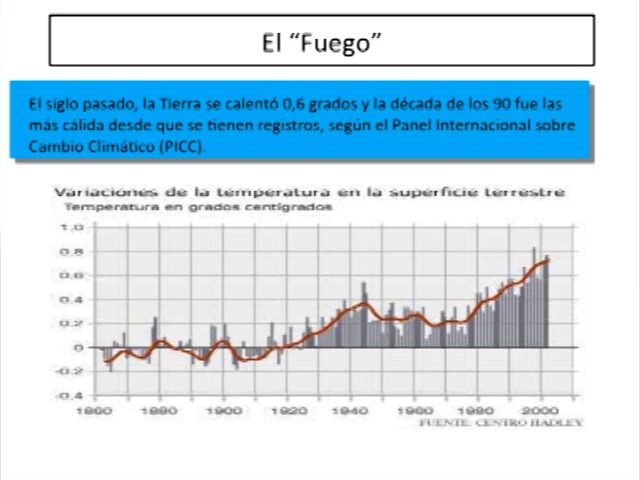 El “Fuego”
El siglo pasado, la Tierra se calentó 0,6 grados y la década de los 90 fue las
más cálida desde que se tienen registros, según el Panel Internacional sobre
Cambio Climático (PICC).
Variaciones de la temperatura en la superficie terrestre
Temperatura en grados centigrados
1.0
0.8
0.6
0.4
0.2
0
-0.2
-0.4
1860 1880 1900 1920 1940 1960 1980 2000
FUENTE: CENTRO HADLEY